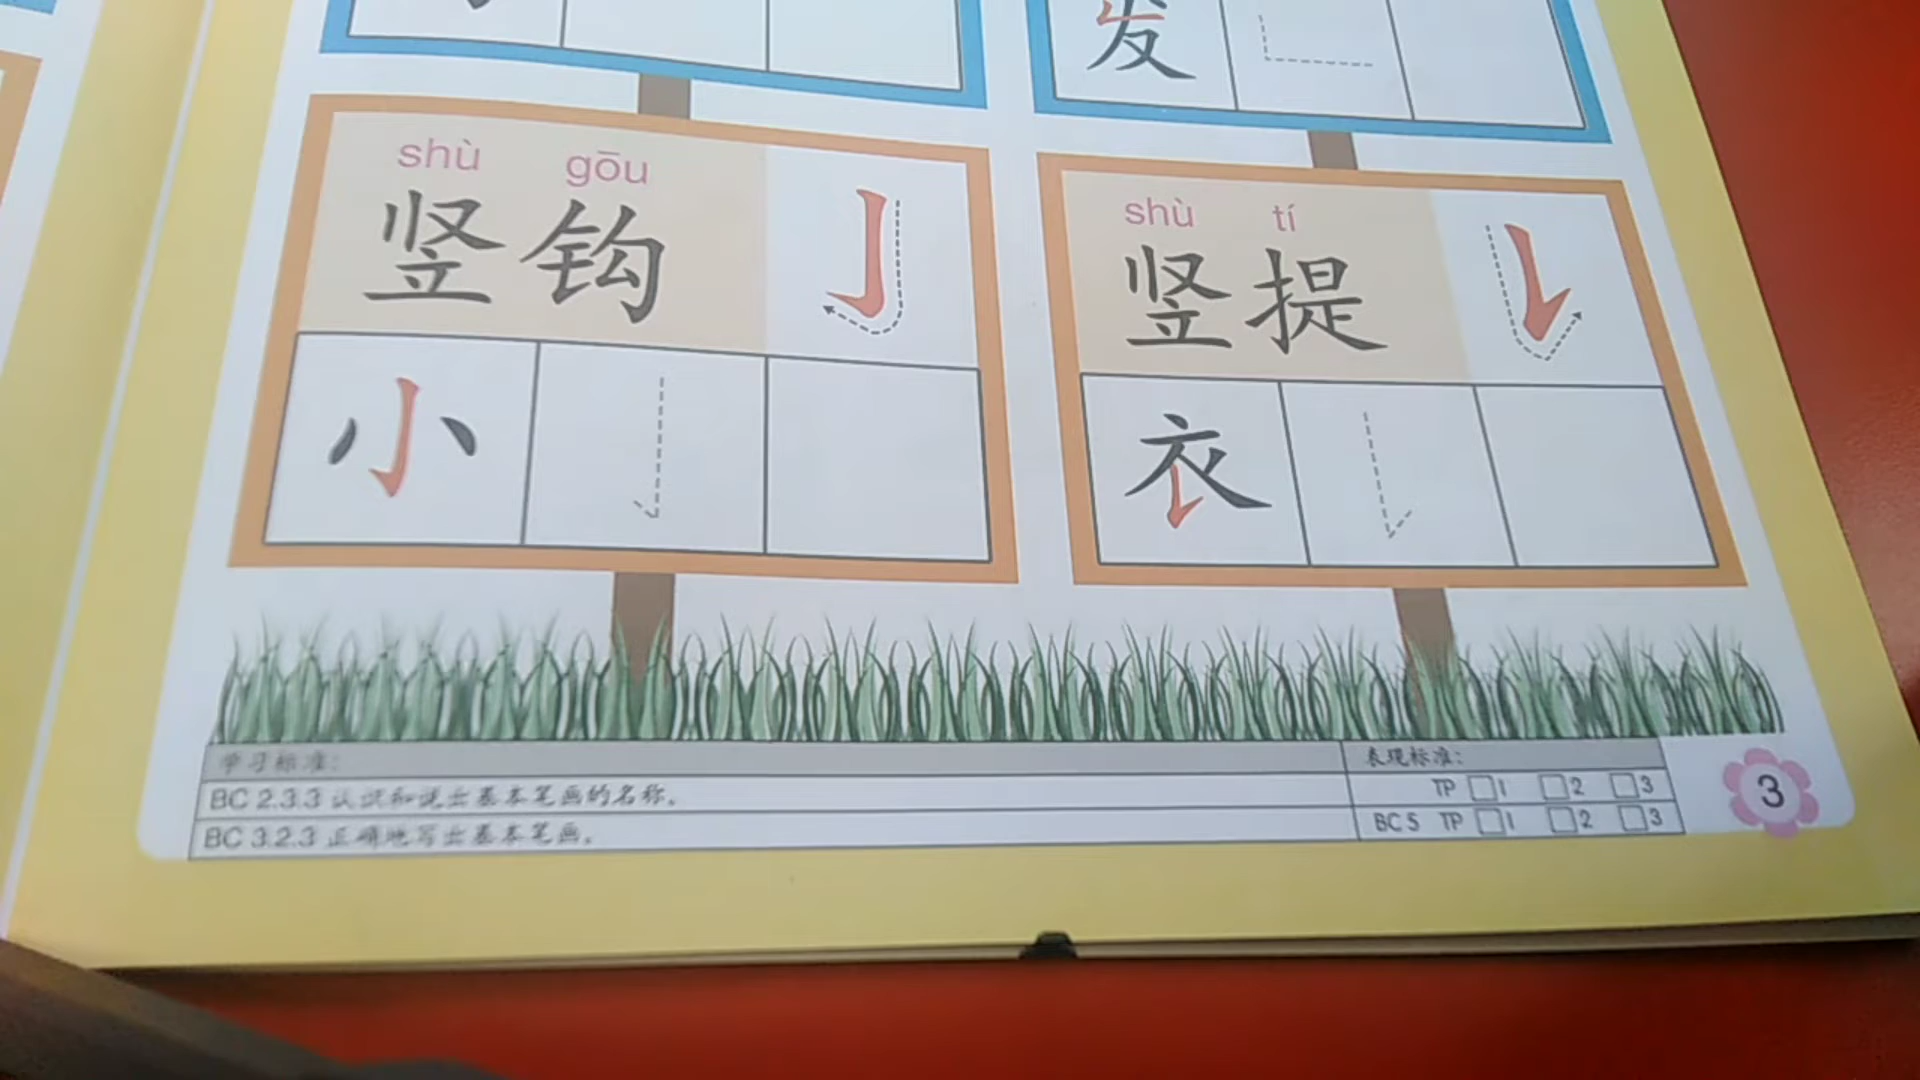 发
shù gōu
竖钩
小
shù tí
竖提
衣
学习标准：
BC 2.3.3 认识和说出基本笔画的名称。
BC 3.2.3 正确地写出基本笔画。
表现标准：
TP 1 2 3
BC 5 TP 1 2 3
3